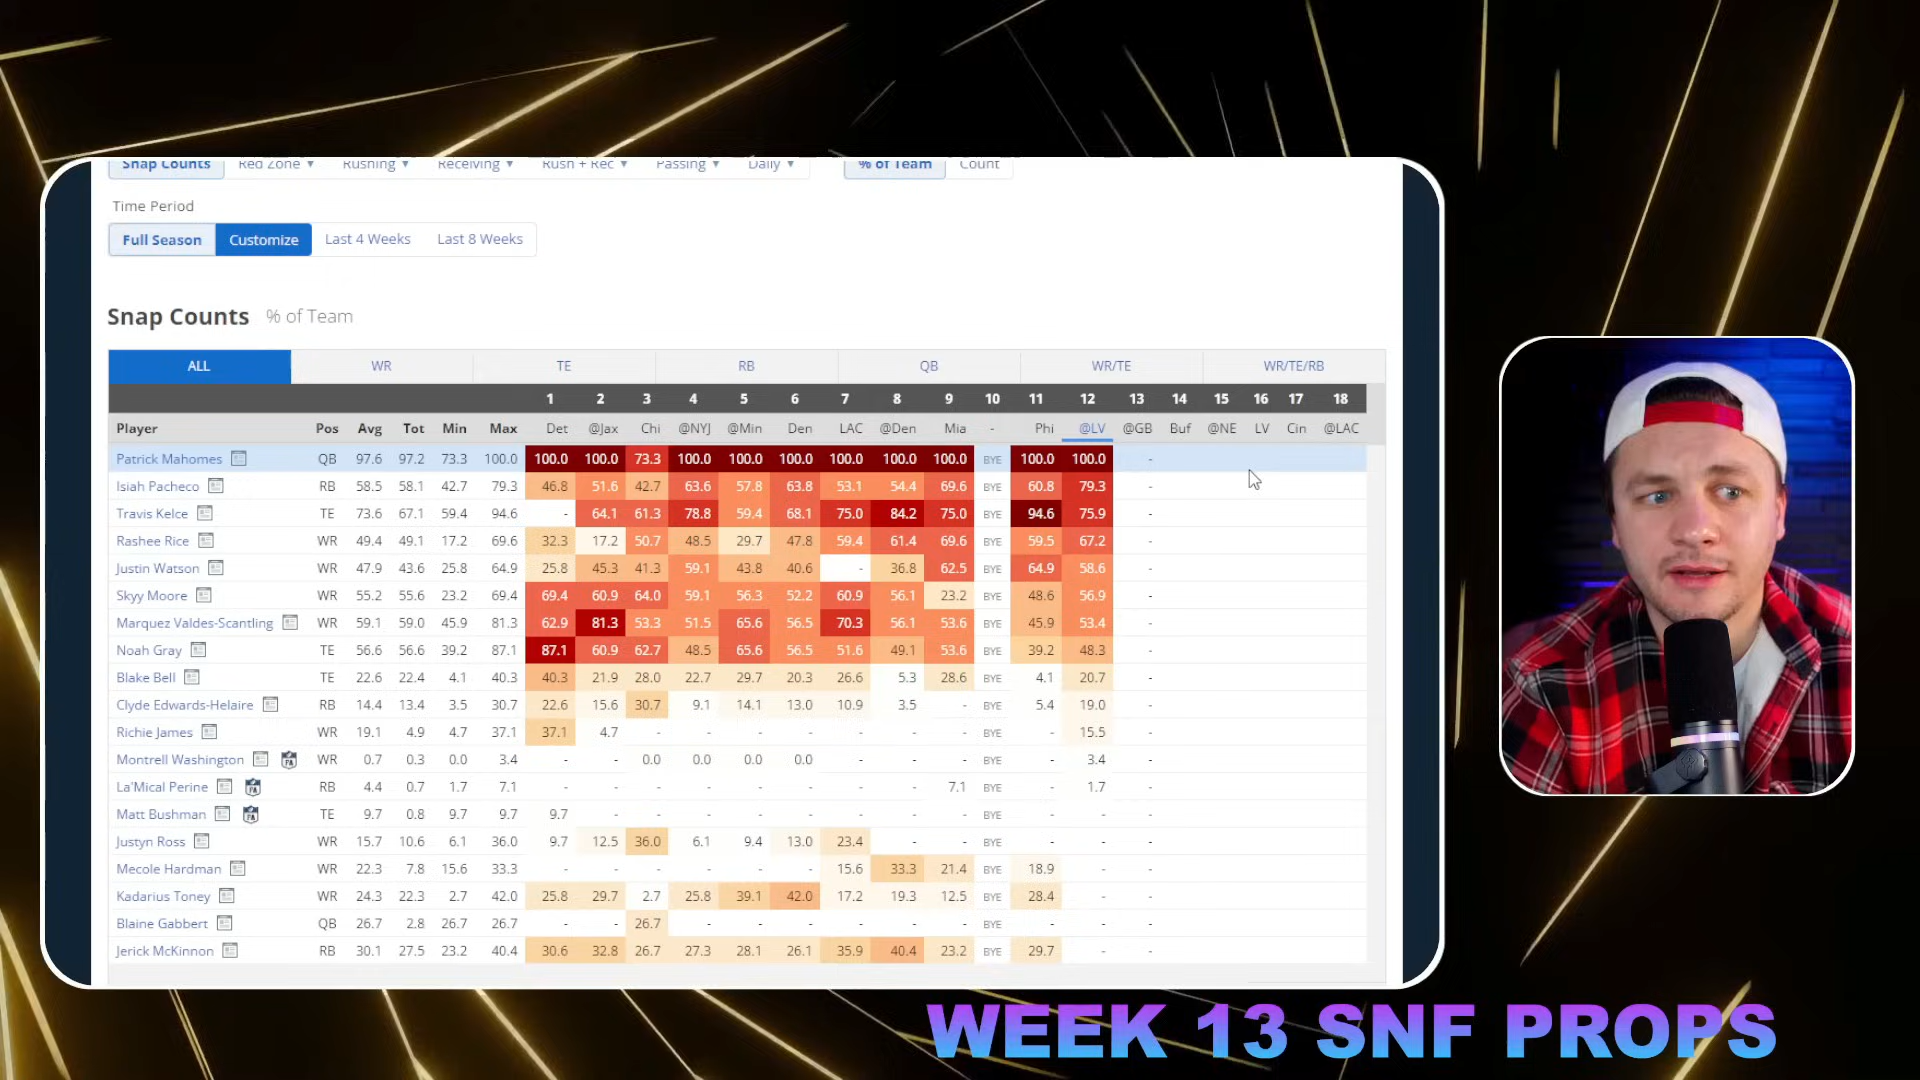 Snap Counts Red Zone ▾ Rushing ▾ Receiving ▾ Rush + Rec ▾ Passing ▾ Daily ▾ % of Team Count
Time Period
Full Season Customize Last 4 Weeks Last 8 Weeks
Snap Counts % of Team
ALL WR TE RB QB WR/TE WR/TE/RB
1 2 3 4 5 6 7 8 9 10 11 12 13 14 15 16 17 18
Player Pos Avg Tot Min Max Det @Jax Chi @NYJ @Min Den LAC @Den Mia - Phi @LV @GB Buf @NE LV Cin @LAC
Patrick Mahomes QB 97.6 97.2 73.3 100.0 100.0 100.0 73.3 100.0 100.0 100.0 100.0 100.0 100.0 BYE 100.0 100.0 -
Isiah Pacheco RB 58.5 58.1 42.7 79.3 46.8 51.6 42.7 63.6 57.8 63.8 53.1 54.4 69.6 BYE 60.8 79.3 -
Travis Kelce TE 73.6 67.1 59.4 94.6 - 64.1 61.3 78.8 59.4 68.1 75.0 84.2 75.0 BYE 94.6 75.9 -
Rashee Rice WR 49.4 49.1 17.2 69.6 32.3 17.2 50.7 48.5 29.7 47.8 59.4 61.4 69.6 BYE 59.5 67.2 -
Justin Watson WR 47.9 43.6 25.8 64.9 25.8 45.3 41.3 59.1 43.8 40.6 - 36.8 62.5 BYE 64.9 58.6 -
Skyy Moore WR 55.2 55.6 23.2 69.4 69.4 60.9 64.0 59.1 56.3 52.2 60.9 56.1 23.2 BYE 48.6 56.9 -
Marquez Valdes-Scantling WR 59.1 59.0 45.9 81.3 62.9 81.3 53.3 51.5 65.6 56.5 70.3 56.1 53.6 BYE 45.9 53.4 -
Noah Gray TE 56.6 56.6 39.2 87.1 87.1 60.9 62.7 48.5 65.6 56.5 51.6 49.1 53.6 BYE 39.2 48.3 -
Blake Bell TE 22.6 22.4 4.1 40.3 40.3 21.9 28.0 22.7 29.7 20.3 26.6 5.3 28.6 BYE 4.1 20.7 -
Clyde Edwards-Helaire RB 14.4 13.4 3.5 30.7 22.6 15.6 30.7 9.1 14.1 13.0 10.9 3.5 - BYE 5.4 19.0 -
Richie James WR 19.1 4.9 4.7 37.1 37.1 4.7 - - - - - - - BYE - 15.5 -
Montrell Washington WR 0.7 0.3 0.0 3.4 - - 0.0 0.0 0.0 0.0 - - - BYE - 3.4 -
La'Mical Perine RB 4.4 0.7 1.7 7.1 - - - - - - - - 7.1 BYE - 1.7 -
Matt Bushman TE 9.7 0.8 9.7 9.7 9.7 - - - - - - - - BYE - - -
Justyn Ross WR 15.7 10.6 6.1 36.0 9.7 12.5 36.0 6.1 9.4 13.0 23.4 - - BYE - - -
Mecole Hardman WR 22.3 7.8 15.6 33.3 - - - - - - 15.6 33.3 21.4 BYE 18.9 - -
Kadarius Toney WR 24.3 22.3 2.7 42.0 25.8 29.7 2.7 25.8 39.1 42.0 17.2 19.3 12.5 BYE 28.4 - -
Blaine Gabbert QB 26.7 2.8 26.7 26.7 - - 26.7 - - - - - - BYE - - -
Jerick McKinnon RB 30.1 27.5 23.2 40.4 30.6 32.8 26.7 27.3 28.1 26.1 35.9 40.4 23.2 BYE 29.7 - -
WEEK 13 SNF PROPS